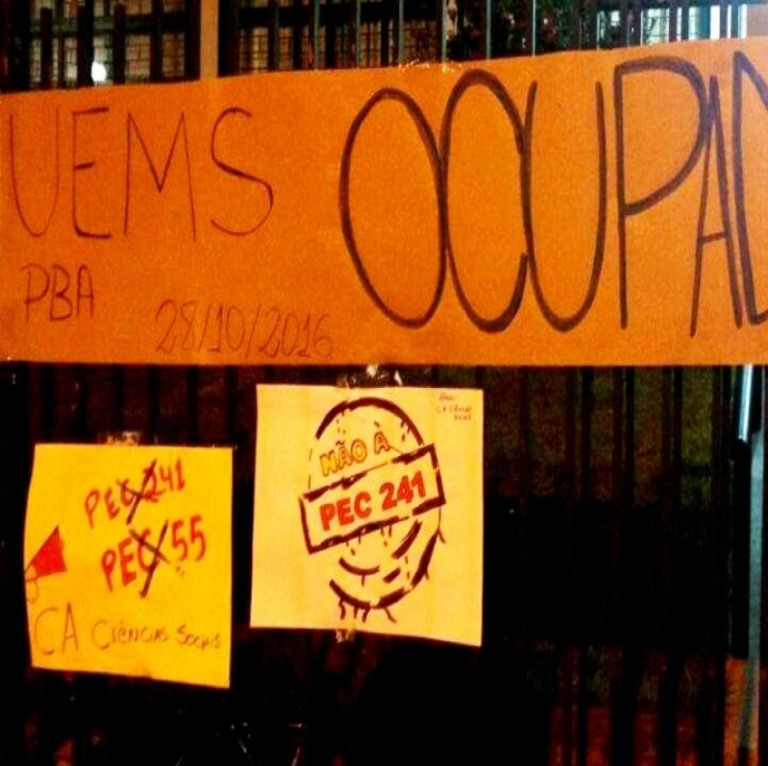 UEMS OCUPAD
PBA
28/10/2016
NÃO À
PEC 241
PEC 241
PEC 55
CA CIÊNCIAS SOCIAIS